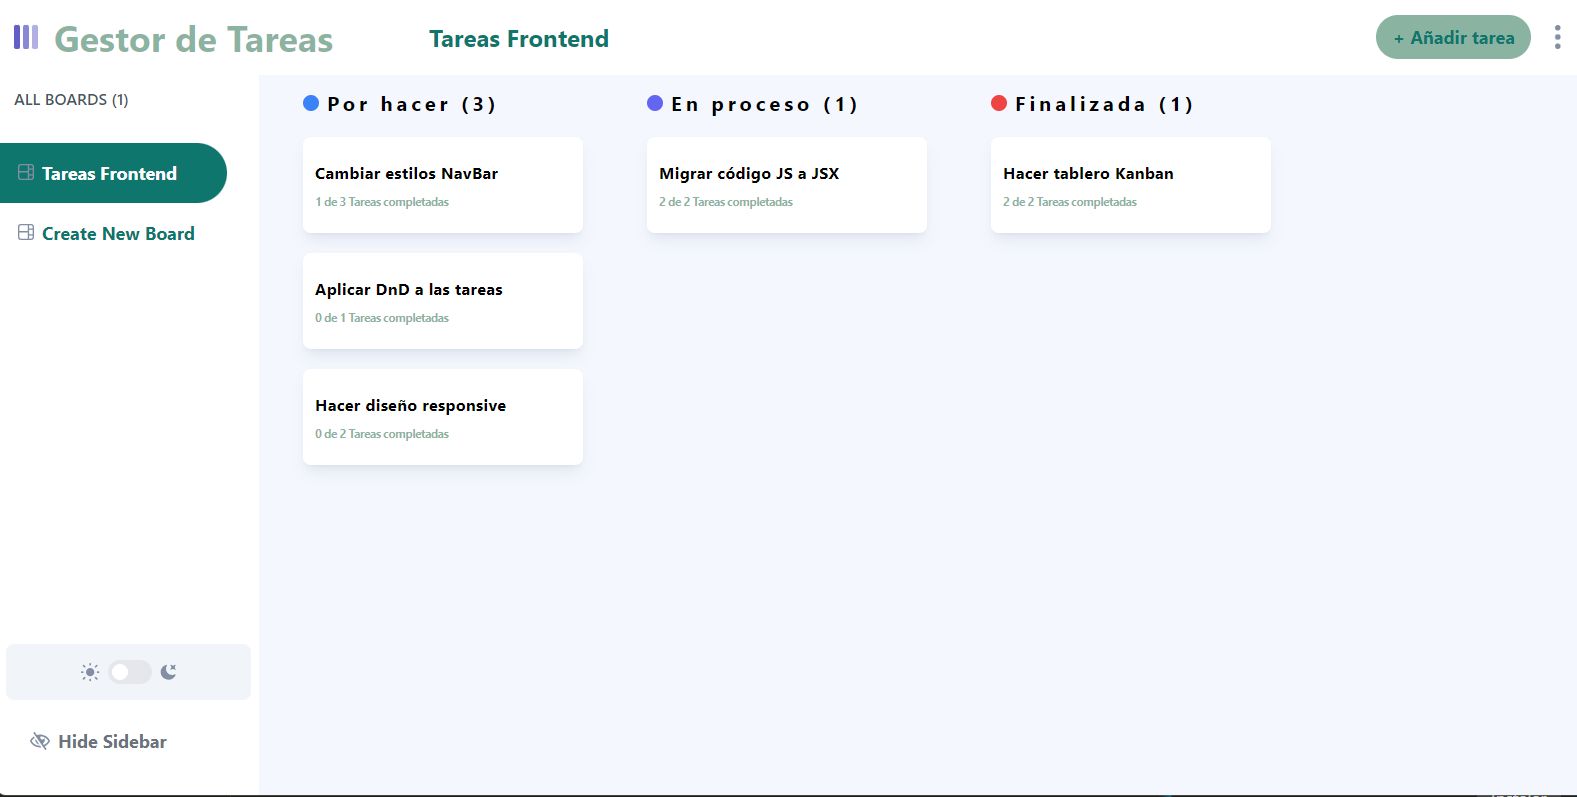 Gestor de Tareas
Tareas Frontend
+ Añadir tarea
ALL BOARDS (1)
Tareas Frontend
Create New Board
Hide Sidebar
Por hacer (3)
Cambiar estilos NavBar
1 de 3 Tareas completadas
Aplicar DnD a las tareas
0 de 1 Tareas completadas
Hacer diseño responsive
0 de 2 Tareas completadas
En proceso (1)
Migrar código JS a JSX
2 de 2 Tareas completadas
Finalizada (1)
Hacer tablero Kanban
2 de 2 Tareas completadas